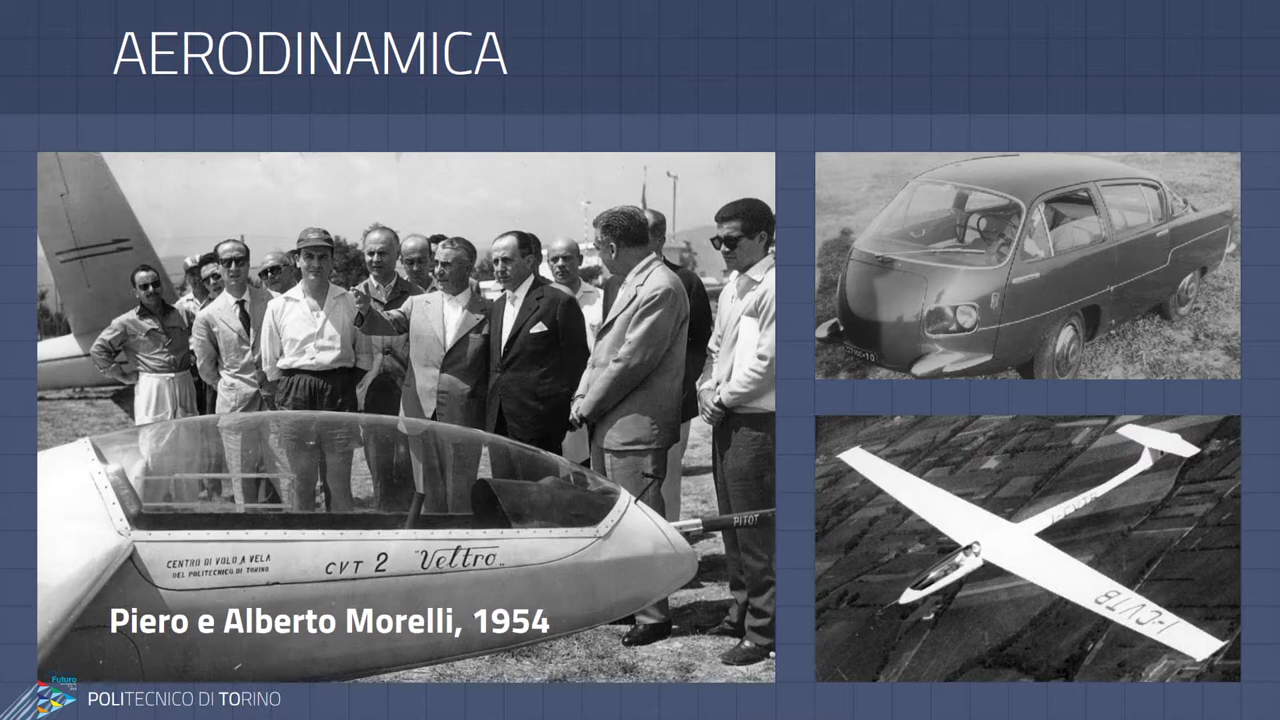 AERODINAMICA
CENTRO DI VOLO A VELA
DEL POLITECNICO DI TORINO
CVT 2 "Veltro"
PITOT
Piero e Alberto Morelli, 1954
I-CVTB
Futuro
POLITECNICO DI TORINO